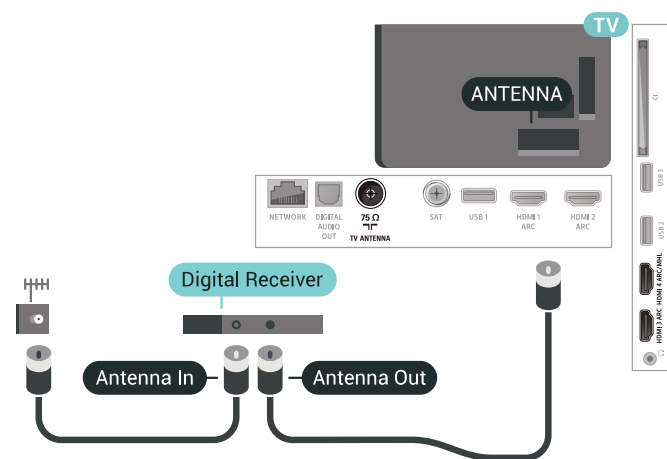 TV
ANTENNA
CI
USB 3
USB 2
HDMI 4 ARC/MHL
HDMI 3 ARC
NETWORK
DIGITAL
AUDIO
OUT
75 Ω
TV ANTENNA
SAT
USB 1
HDMI 1
ARC
HDMI 2
ARC
Digital Receiver
Antenna In
Antenna Out